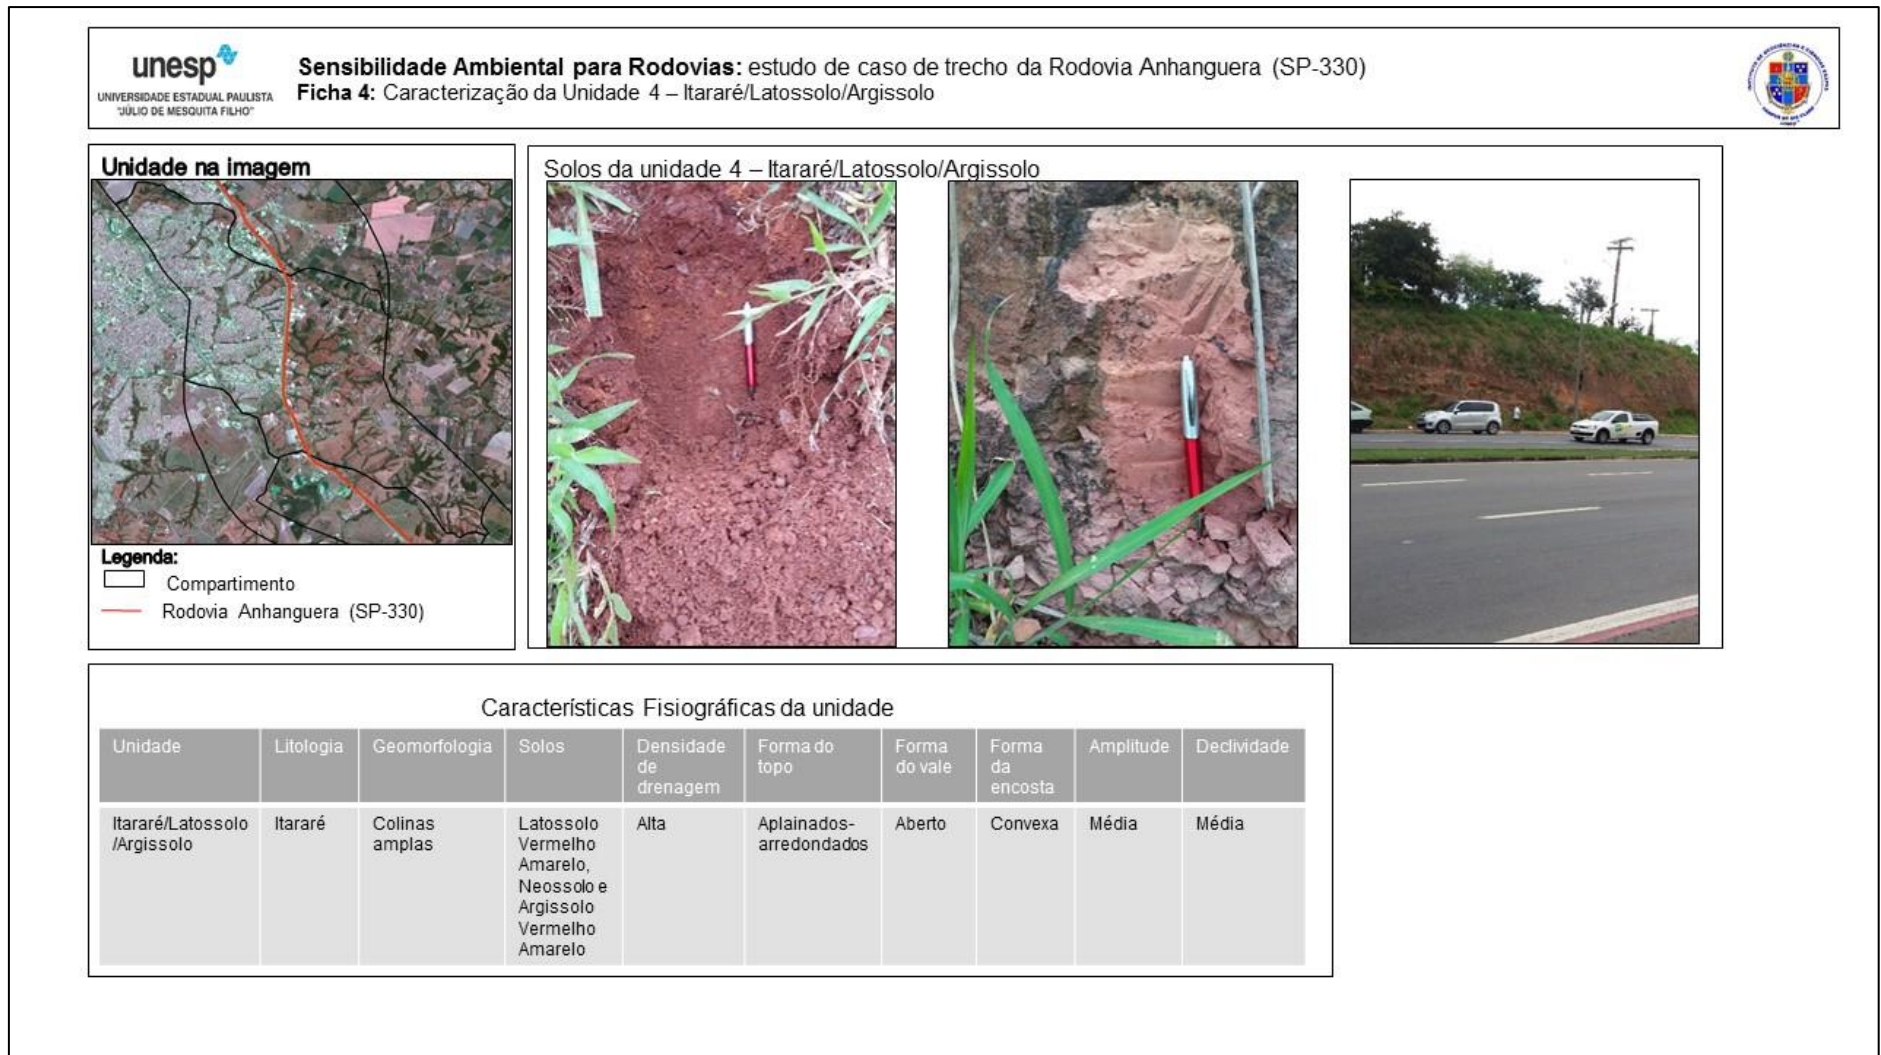 unesp
UNIVERSIDADE ESTADUAL PAULISTA
"JÚLIO DE MESQUITA FILHO"
Sensibilidade Ambiental para Rodovias: estudo de caso de trecho da Rodovia Anhanguera (SP-330)
Ficha 4: Caracterização da Unidade 4 – Itararé/Latossolo/Argissolo
Unidade na imagem
Legenda:
Compartimento
Rodovia Anhanguera (SP-330)
Solos da unidade 4 – Itararé/Latossolo/Argissolo
Características Fisiográficas da unidade
Unidade
Litologia
Geomorfologia
Solos
Densidade
de
drenagem
Forma do
topo
Forma
do vale
Forma
da
encosta
Amplitude
Declividade
Itararé/Latossolo
/Argissolo
Itararé
Colinas
amplas
Latossolo
Vermelho
Amarelo,
Neossolo e
Argissolo
Vermelho
Amarelo
Alta
Aplainados-
arredondados
Aberto
Convexa
Média
Média